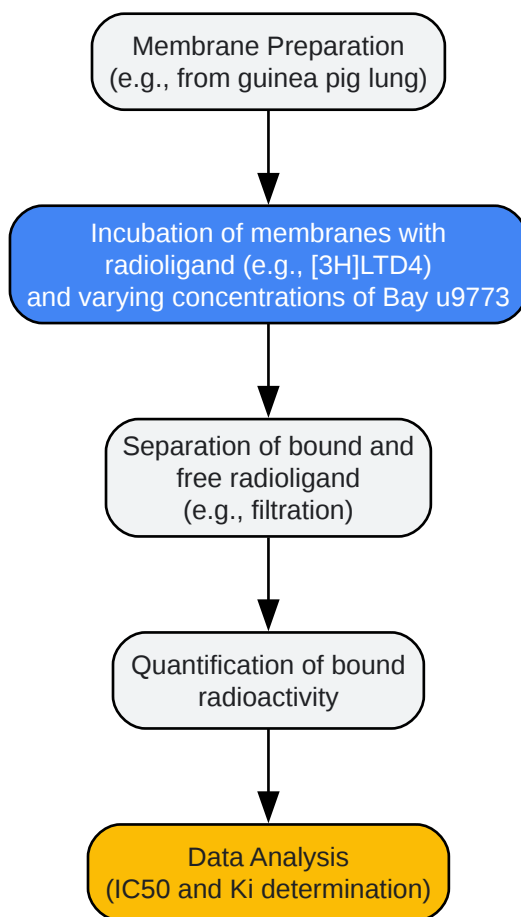 Membrane Preparation
(e.g., from guinea pig lung)
Incubation of membranes with
radioligand (e.g., [3H]LTD4)
and varying concentrations of Bay u9773
Separation of bound and
free radioligand
(e.g., filtration)
Quantification of bound
radioactivity
Data Analysis
(IC50 and Ki determination)